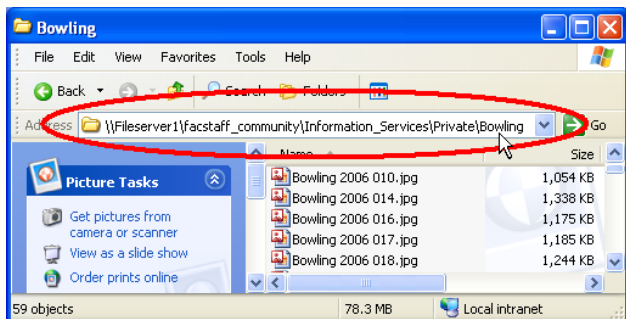 Bowling
File Edit View Favorites Tools Help
Back Search Folders
Address \\Fileserver1\facstaff_community\Information_Services\Private\Bowling Go
Name Size
Picture Tasks
Bowling 2006 010.jpg 1,054 KB
Bowling 2006 014.jpg 1,338 KB
Get pictures from
camera or scanner
Bowling 2006 016.jpg 1,175 KB
Bowling 2006 017.jpg 1,185 KB
View as a slide show
Bowling 2006 018.jpg 1,244 KB
Order prints online
59 objects 78.3 MB Local intranet